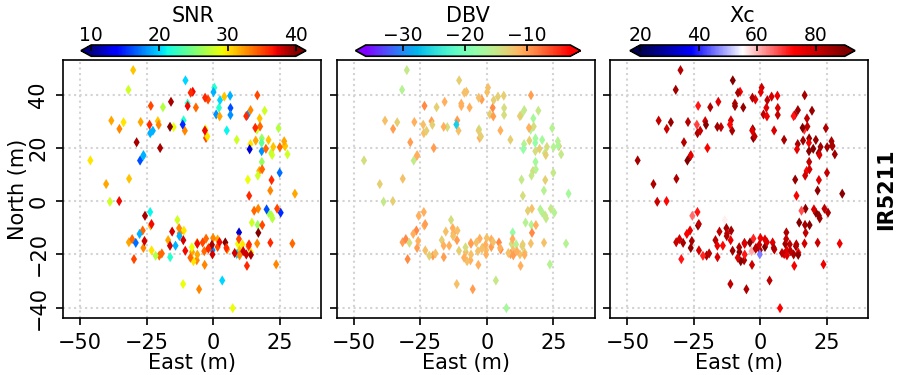 SNR DBV Xc
10 20 30 40 −30 −20 −10 20 40 60 80
40
20
0
−20
−40
North (m)
IR5211
−50 −25 0 25 −50 −25 0 25 −50 −25 0 25
East (m) East (m) East (m)